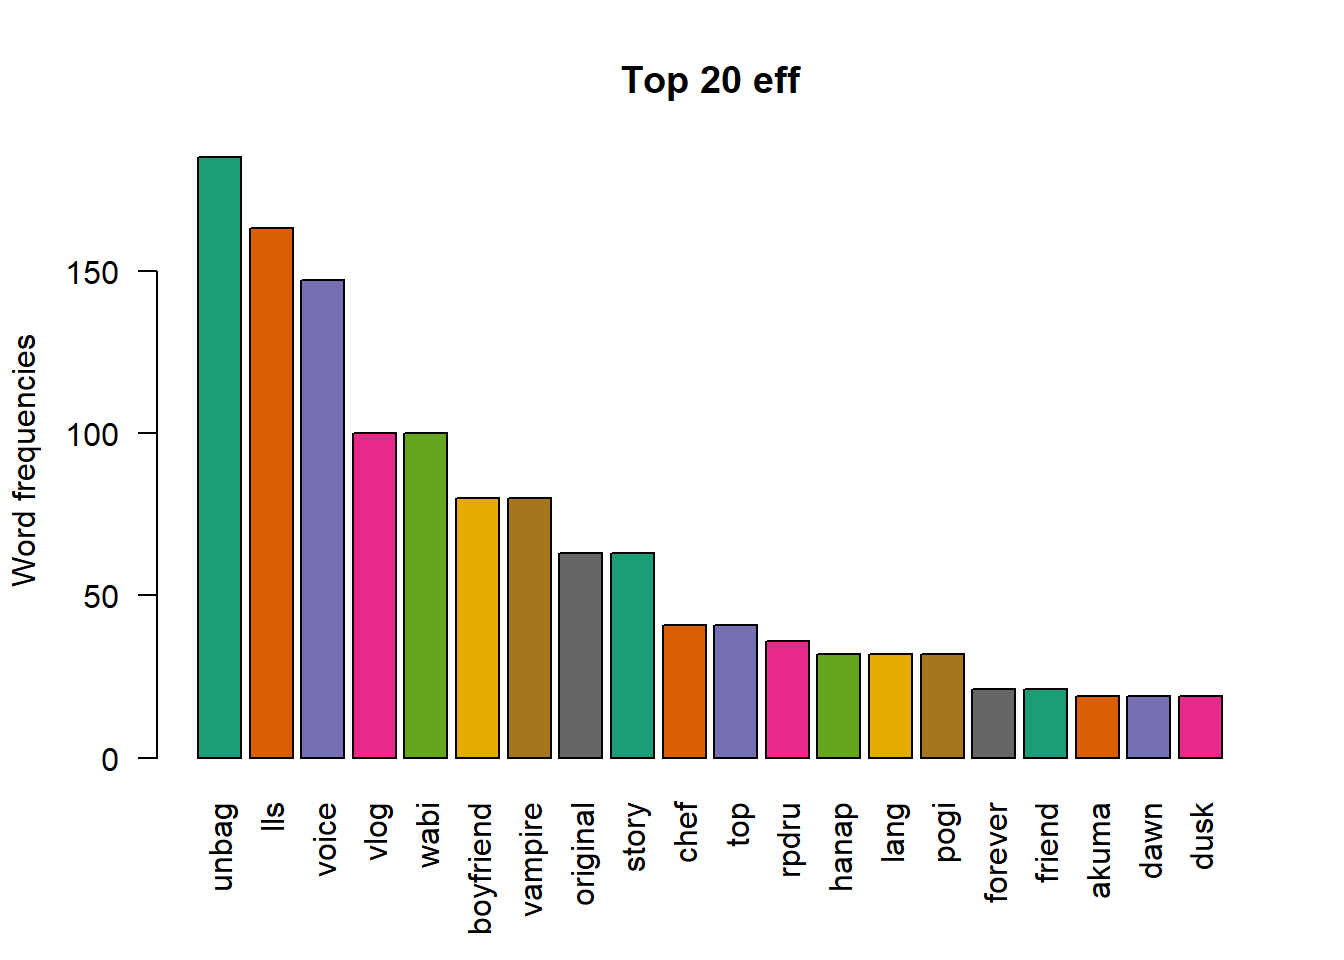 Top 20 eff
Word frequencies
150
100
50
0
unbag
lls
voice
vlog
wabi
boyfriend
vampire
original
story
chef
top
rpdru
hanap
lang
pogi
forever
friend
akuma
dawn
dusk